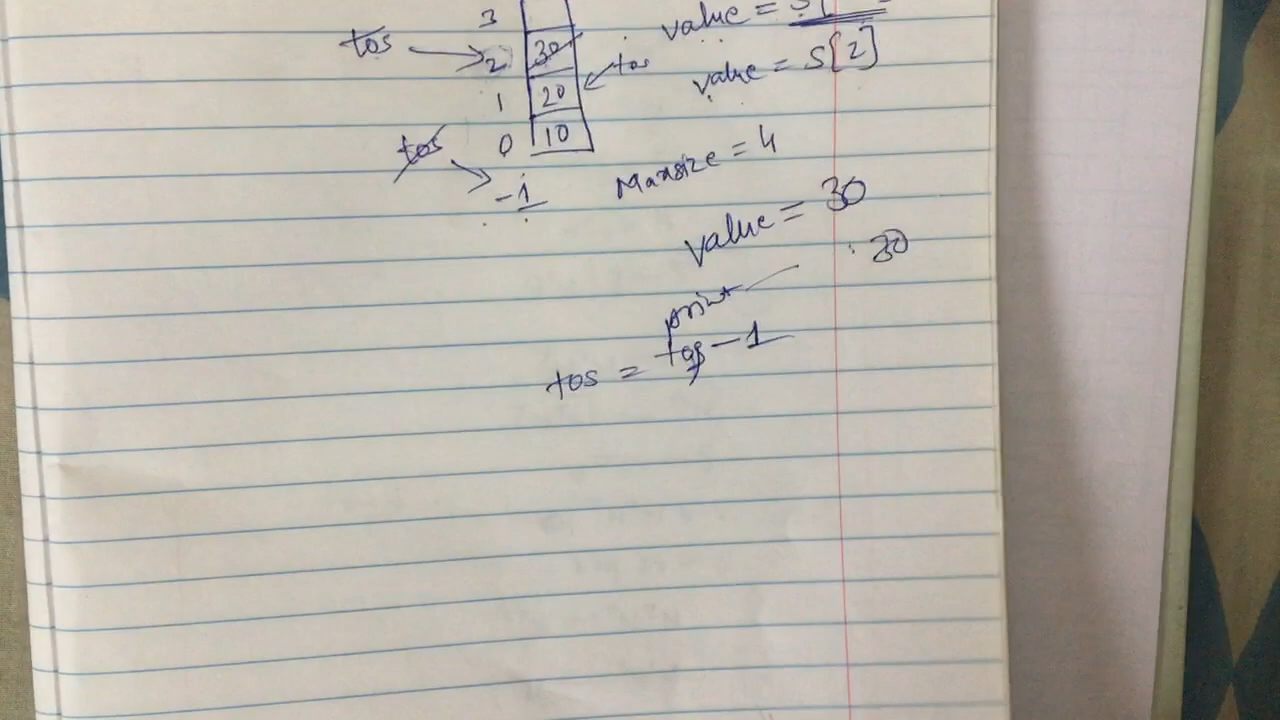 3
value = S[
tos 2 30 tos
value = S[2]
1 20
tos 0 10
-1
Maxsize = 4
value = 30
30
print
tos = tos - 1